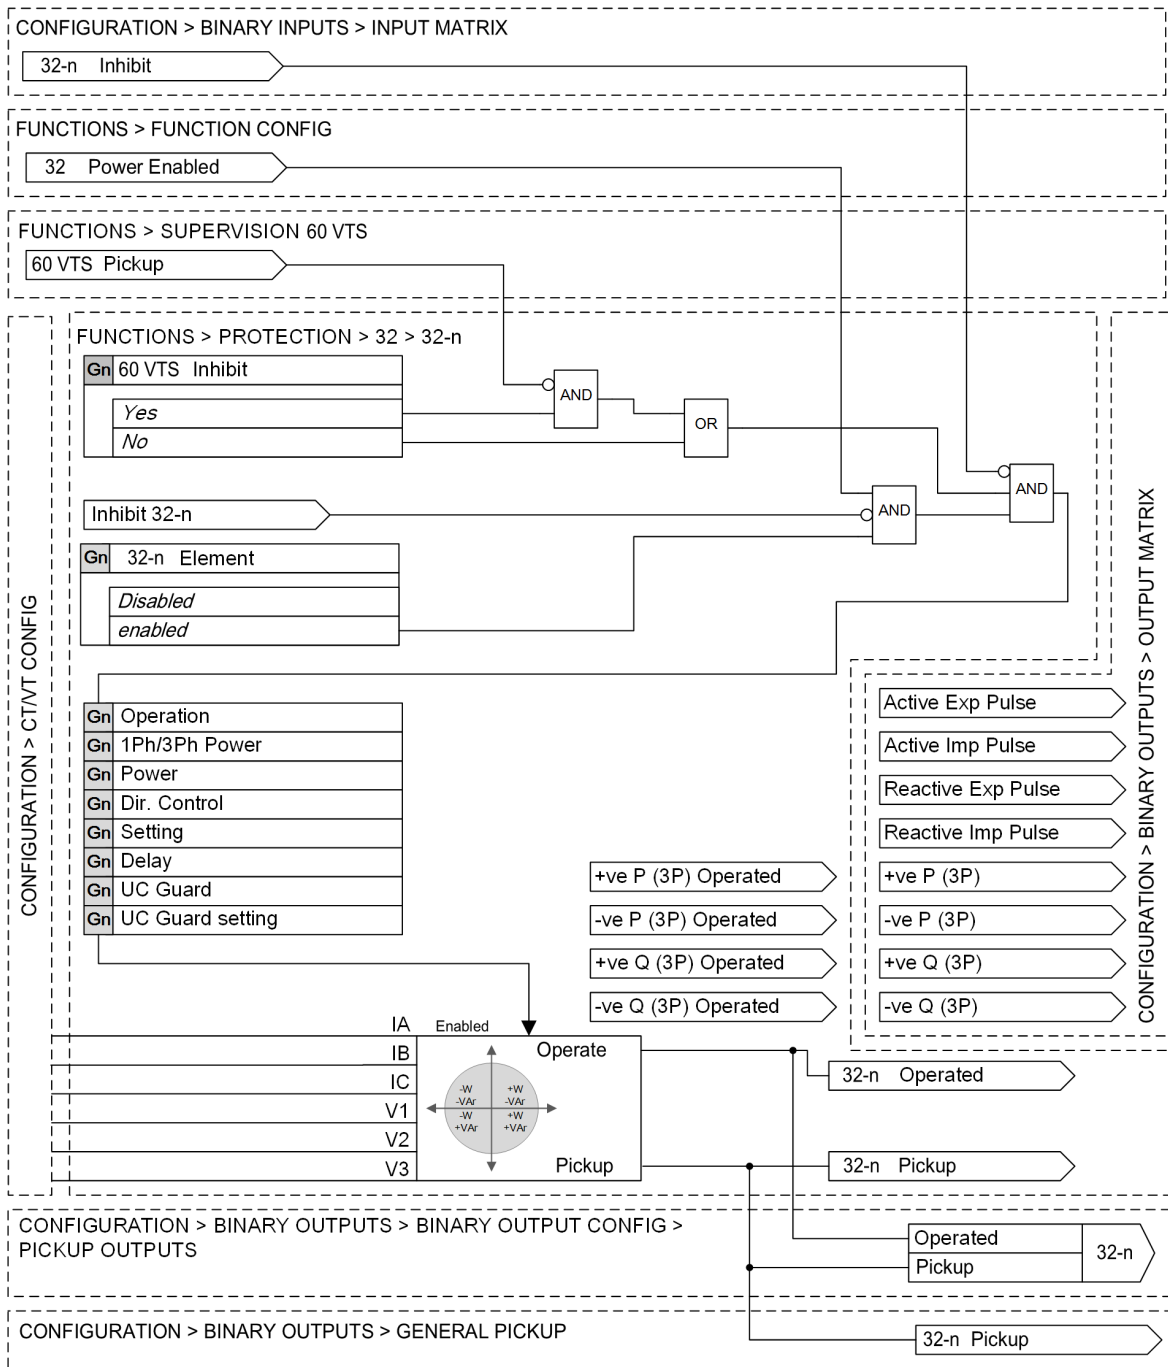 CONFIGURATION > BINARY INPUTS > INPUT MATRIX
32-n Inhibit
FUNCTIONS > FUNCTION CONFIG
32 Power Enabled
FUNCTIONS > SUPERVISION 60 VTS
60 VTS Pickup
FUNCTIONS > PROTECTION > 32 > 32-n
Gn 60 VTS Inhibit
Yes
No
AND
OR
AND
AND
Inhibit 32-n
Gn 32-n Element
Disabled
enabled
CONFIGURATION > CT/VT CONFIG
CONFIGURATION > BINARY OUTPUTS > OUTPUT MATRIX
Gn Operation
Gn 1Ph/3Ph Power
Gn Power
Gn Dir. Control
Gn Setting
Gn Delay
Gn UC Guard
Gn UC Guard setting
Active Exp Pulse
Active Imp Pulse
Reactive Exp Pulse
Reactive Imp Pulse
+ve P (3P)
-ve P (3P)
+ve Q (3P)
-ve Q (3P)
+ve P (3P) Operated
-ve P (3P) Operated
+ve Q (3P) Operated
-ve Q (3P) Operated
IA
IB
IC
V1
V2
V3
Enabled
Operate
-W
-VAr
+W
-VAr
-W
+VAr
+W
+VAr
Pickup
32-n Operated
32-n Pickup
CONFIGURATION > BINARY OUTPUTS > BINARY OUTPUT CONFIG >
PICKUP OUTPUTS
Operated
Pickup
32-n
CONFIGURATION > BINARY OUTPUTS > GENERAL PICKUP
32-n Pickup